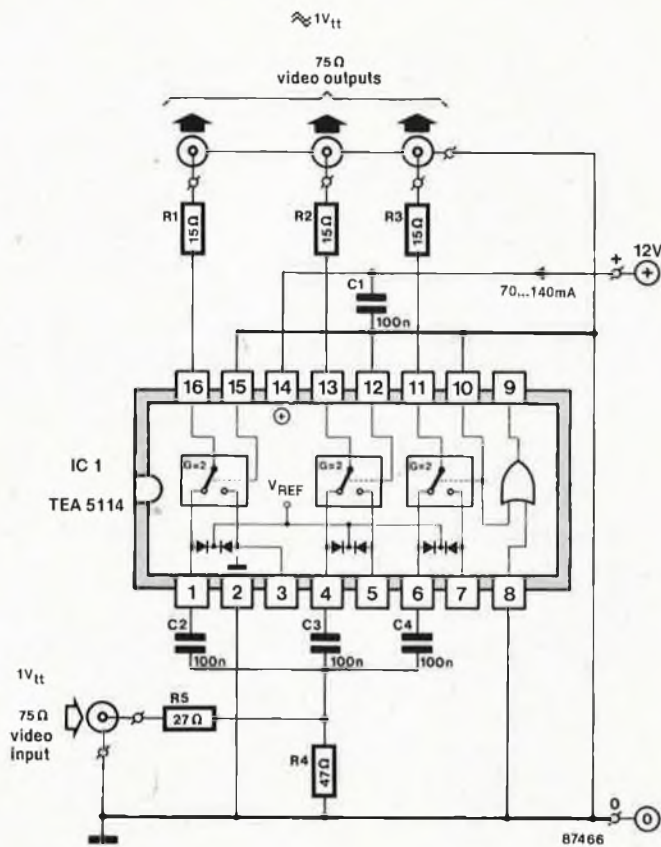 ≈ 1Vtt
75Ω
video outputs
R1
15Ω
R2
15Ω
R3
15Ω
+
12V
C1
100n
70...140mA
16
15
14
13
12
11
10
9
IC 1
TEA 5114
G=2
VREF
G=2
G=2
1
2
3
4
5
6
7
8
C2
100n
C3
100n
C4
100n
1Vtt
75Ω
video
input
R5
27Ω
R4
47Ω
0
0
87466